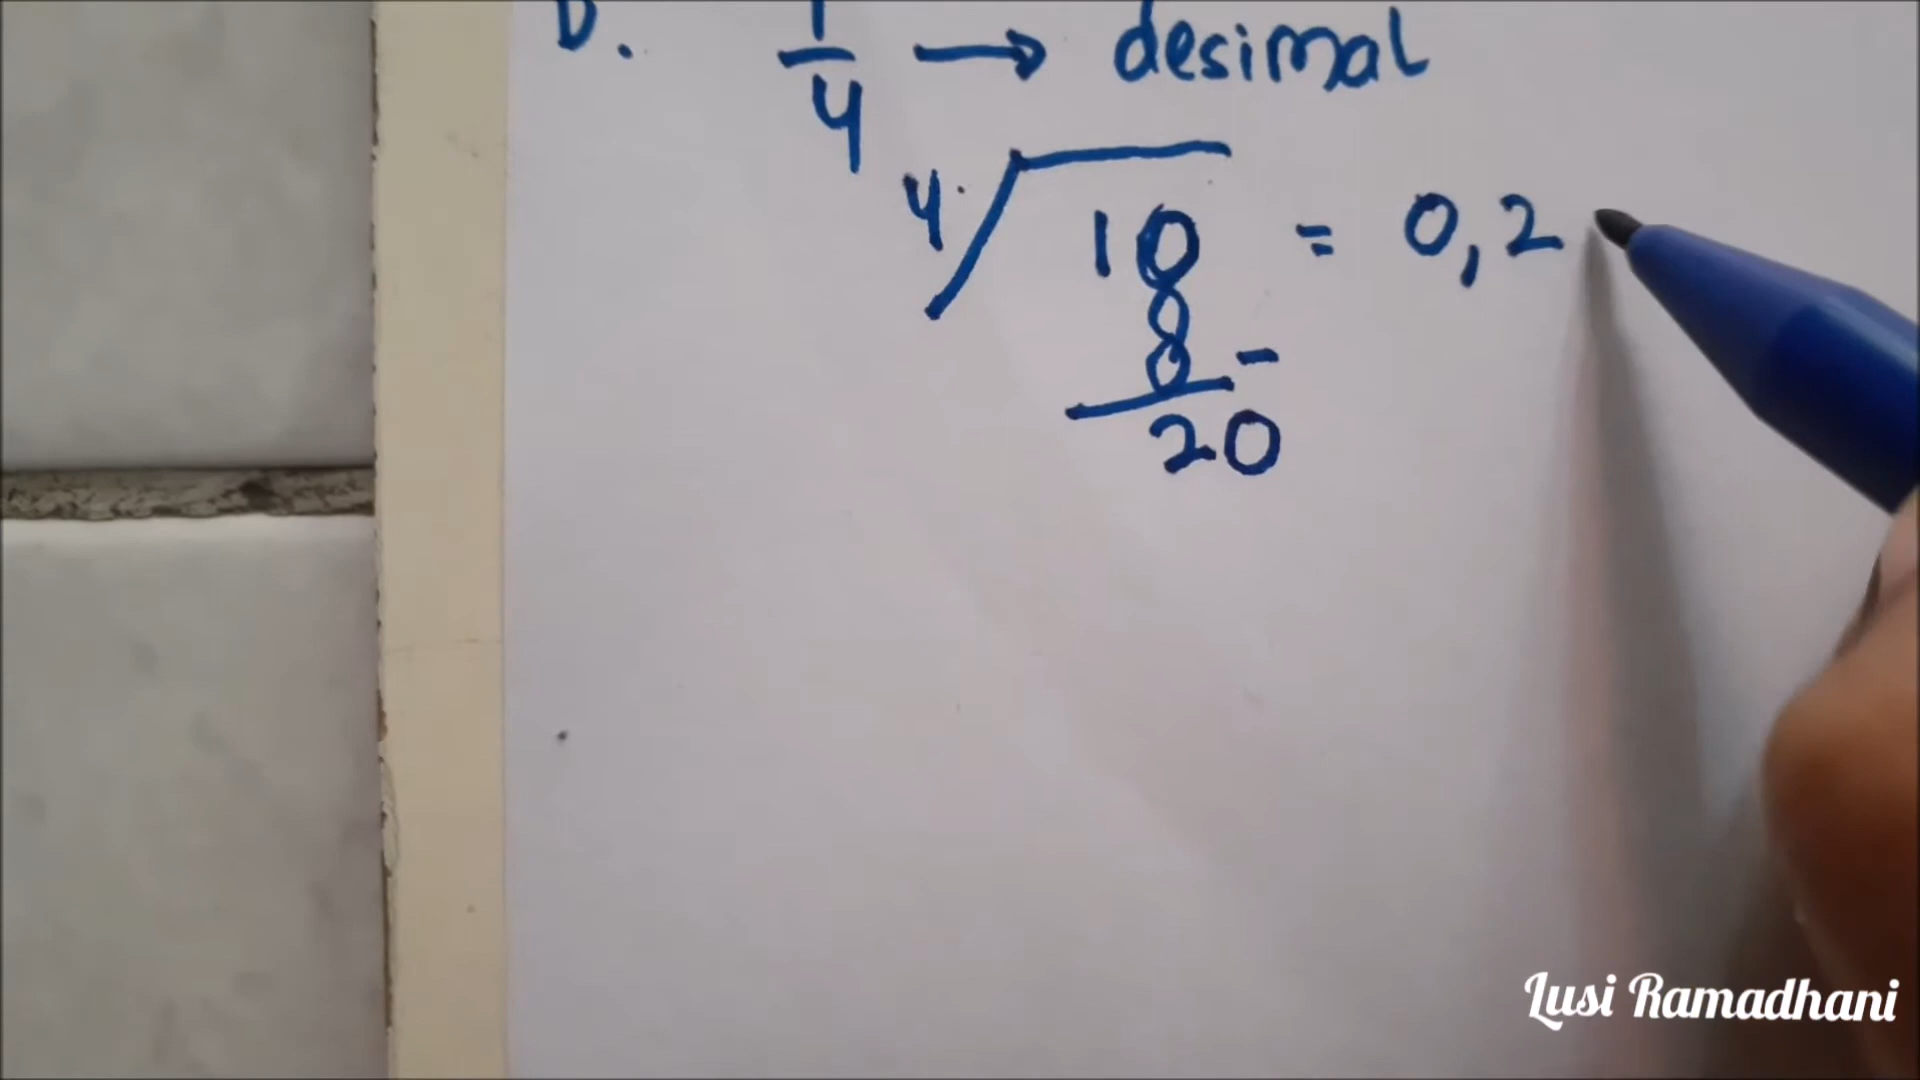 D. 1/4 → desimal
4 / 10 = 0,2
8 -
20
Lusi Ramadhani